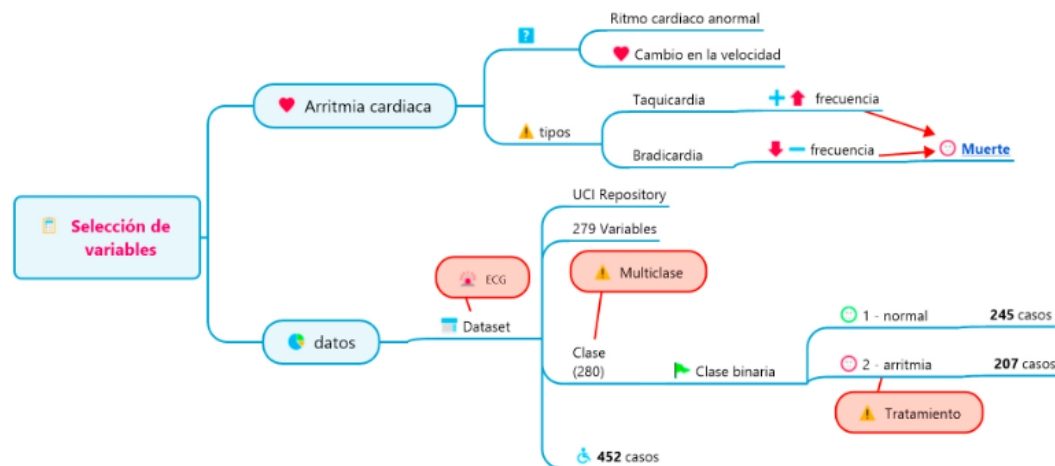 Selección de
variables
Arritmia cardiaca
?
Ritmo cardiaco anormal
Cambio en la velocidad
tipos
Taquicardia
frecuencia
Bradicardia
frecuencia
Muerte
datos
ECG
Dataset
UCI Repository
279 Variables
Multiclase
Clase
(280)
Clase binaria
1 - normal
245 casos
2 - arritmia
207 casos
Tratamiento
452 casos